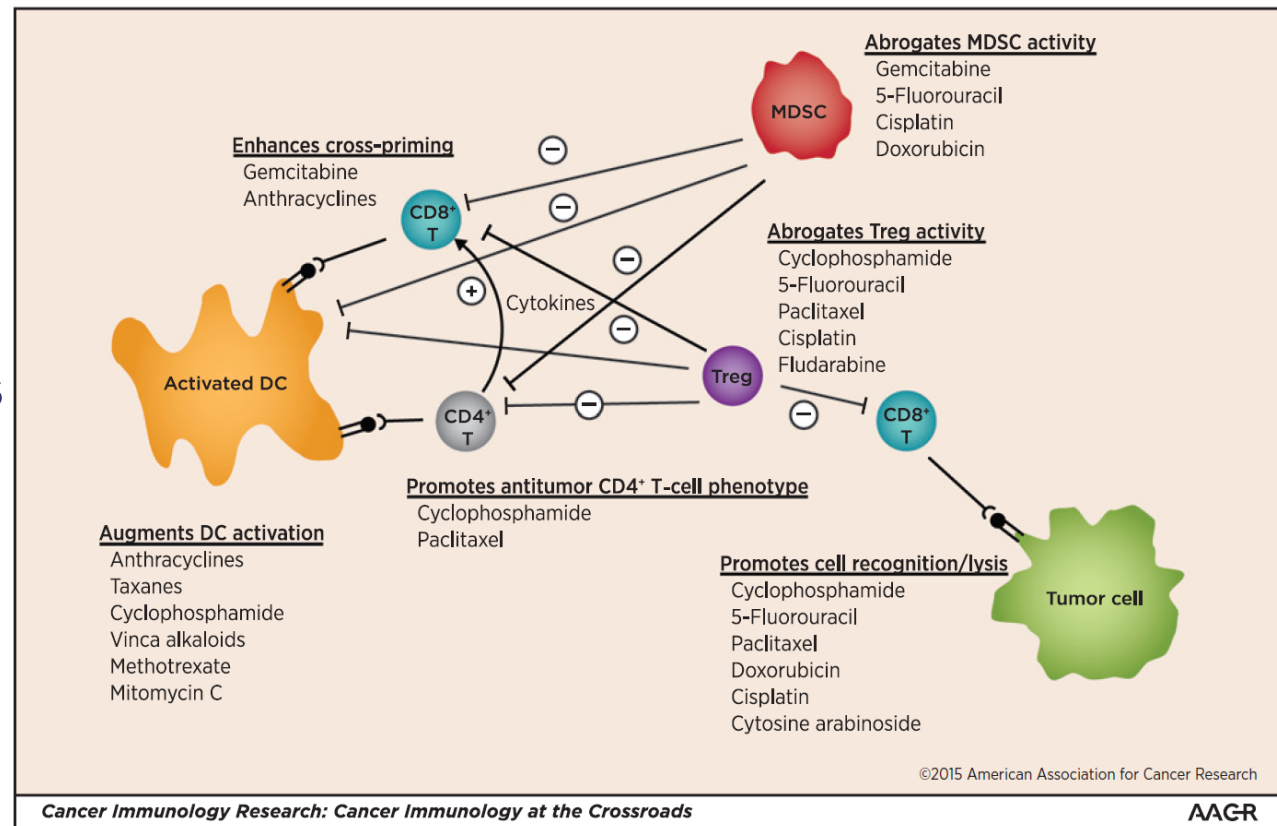 Abrogates MDSC activity
Gemcitabine
5-Fluorouracil
Cisplatin
Doxorubicin
MDSC
Enhances cross-priming
Gemcitabine
Anthracyclines
CD8⁺
T
−
−
−
−
+
Cytokines
Abrogates Treg activity
Cyclophosphamide
5-Fluorouracil
Paclitaxel
Cisplatin
Fludarabine
Activated DC
Treg
CD4⁺
T
−
−
CD8⁺
T
Promotes antitumor CD4⁺ T-cell phenotype
Cyclophosphamide
Paclitaxel
Augments DC activation
Anthracyclines
Taxanes
Cyclophosphamide
Vinca alkaloids
Methotrexate
Mitomycin C
Promotes cell recognition/lysis
Cyclophosphamide
5-Fluorouracil
Paclitaxel
Doxorubicin
Cisplatin
Cytosine arabinoside
Tumor cell
©2015 American Association for Cancer Research
Cancer Immunology Research: Cancer Immunology at the Crossroads
AACR
s